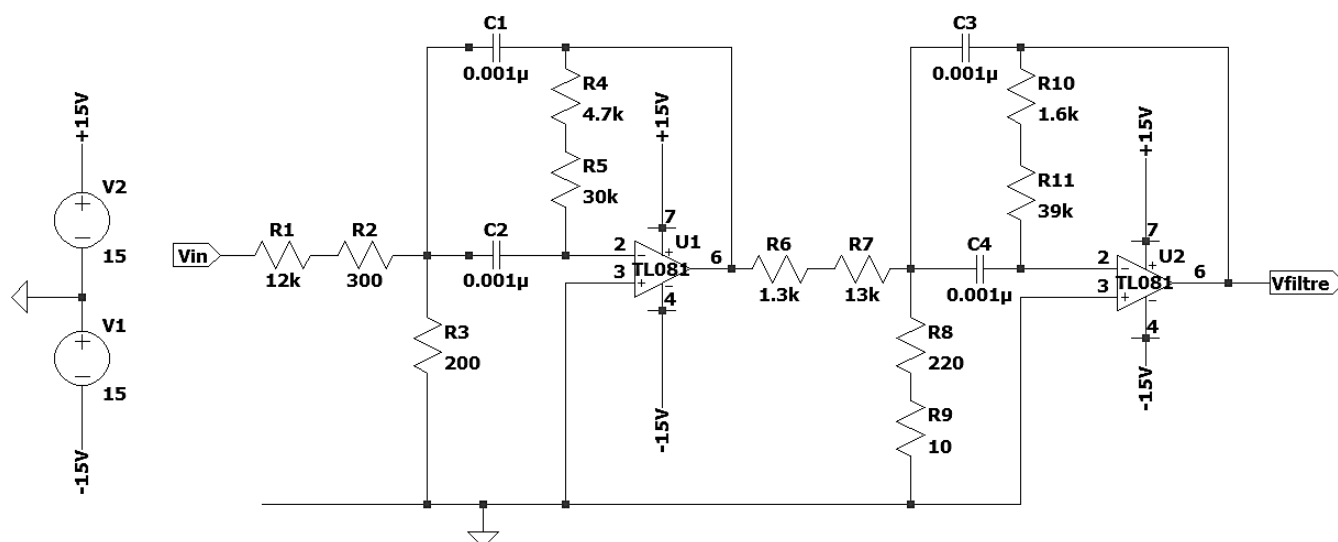 C1
0.001µ
R4
4.7k
R5
30k
+15V
+15V
V2
15
V1
15
-15V
Vin
R1
12k
R2
300
C2
0.001µ
R3
200
7
2
3
U1
TL081
6
4
-15V
R6
1.3k
R7
13k
C3
0.001µ
R10
1.6k
R11
39k
+15V
C4
0.001µ
R8
220
R9
10
7
2
3
U2
TL081
6
4
-15V
Vfiltre